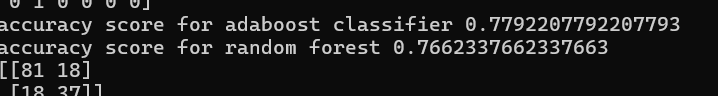 0 1 0 0 0 0]
accuracy score for adaboost classifier 0.7792207792207793
accuracy score for random forest 0.7662337662337663
[[81 18]
[18 37]]